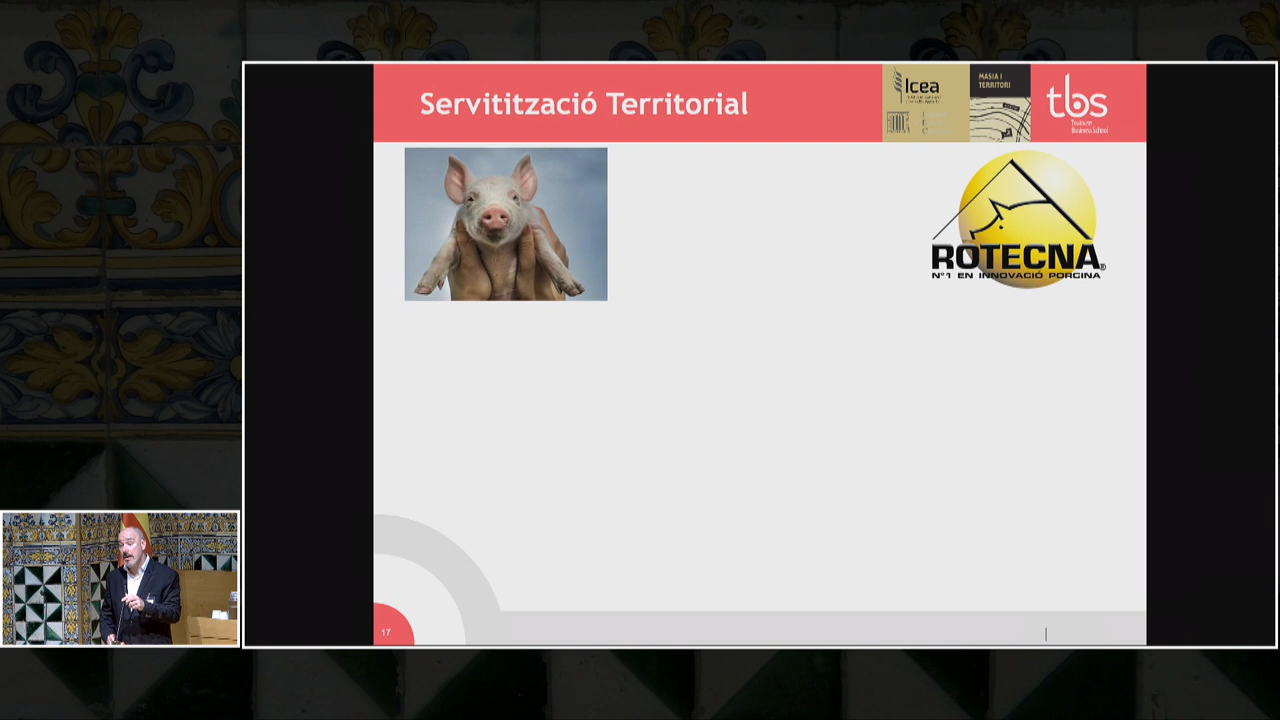 Servitització Territorial
Icea
MASIA I
TERRITORI
tbs
Toulouse
Business School
ROTECNA®
Nº1 EN INNOVACIÓ PORCINA
17